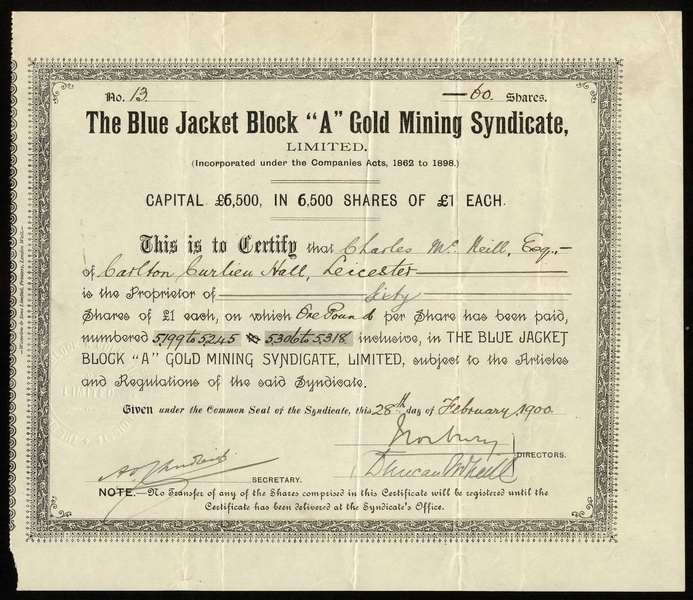 No. 13. —60. Shares.
The Blue Jacket Block "A" Gold Mining Syndicate,
LIMITED.
(Incorporated under the Companies Acts, 1862 to 1898.)
CAPITAL £6,500, IN 6,500 SHARES OF £1 EACH.
This is to Certify that Charles McNeill, Esq.,—
of Carlton Curlieu Hall, Leicester
is the Proprietor of Sixty
Shares of £1 each, on which One Pound per Share has been paid,
numbered 5199 to 5245 5306 to 5318 inclusive, in THE BLUE JACKET
BLOCK "A" GOLD MINING SYNDICATE, LIMITED, subject to the Articles
and Regulations of the said Syndicate.
Given under the Common Seal of the Syndicate, this 28th day of February 1900.
Norbury
DIRECTORS.
Duncan McNeill
SECRETARY.
NOTE.—No Transfer of any of the Shares comprised in this Certificate will be registered until the
Certificate has been delivered at the Syndicate's Office.